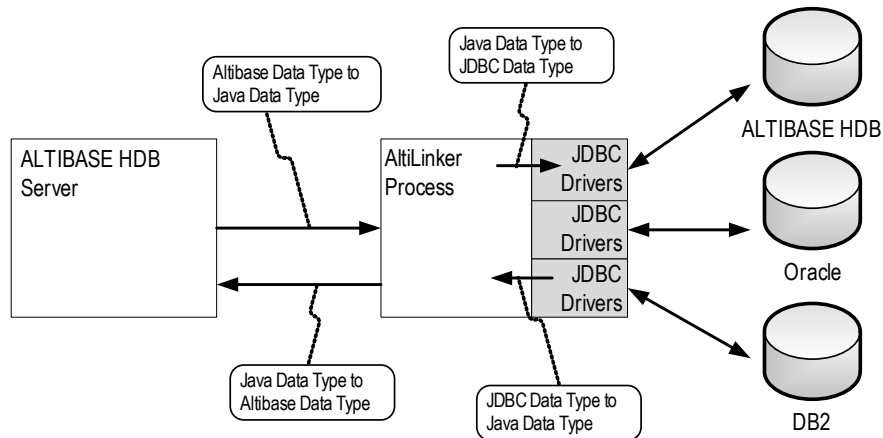 Altibase Data Type to
Java Data Type
Java Data Type to
JDBC Data Type
ALTIBASE HDB
ALTIBASE HDB
Server
AltiLinker
Process
JDBC
Drivers
JDBC
Drivers
JDBC
Drivers
Oracle
Java Data Type to
Altibase Data Type
JDBC Data Type to
Java Data Type
DB2